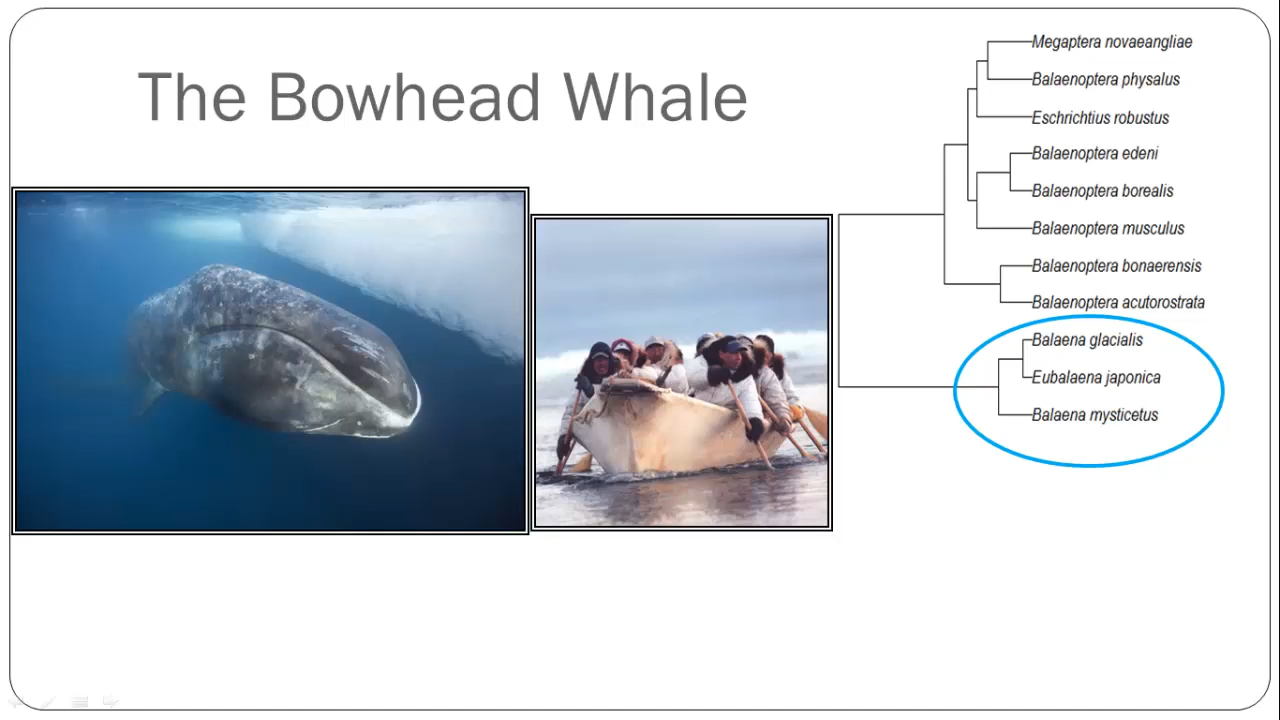 The Bowhead Whale
Megaptera novaeangliae
Balaenoptera physalus
Eschrichtius robustus
Balaenoptera edeni
Balaenoptera borealis
Balaenoptera musculus
Balaenoptera bonaerensis
Balaenoptera acutorostrata
Balaena glacialis
Eubalaena japonica
Balaena mysticetus